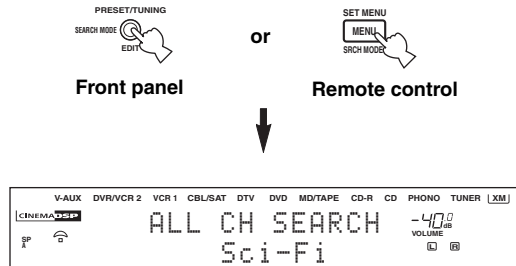 PRESET/TUNING
SEARCH MODE
EDIT
Front panel
or
SET MENU
MENU
SRCH MODE
Remote control
V-AUX DVR/VCR 2 VCR 1 CBL/SAT DTV DVD MD/TAPE CD-R CD PHONO TUNER XM
CINEMA DSP
ALL CH SEARCH
-40.0 dB
VOLUME
SP
A
L R
Sci-Fi